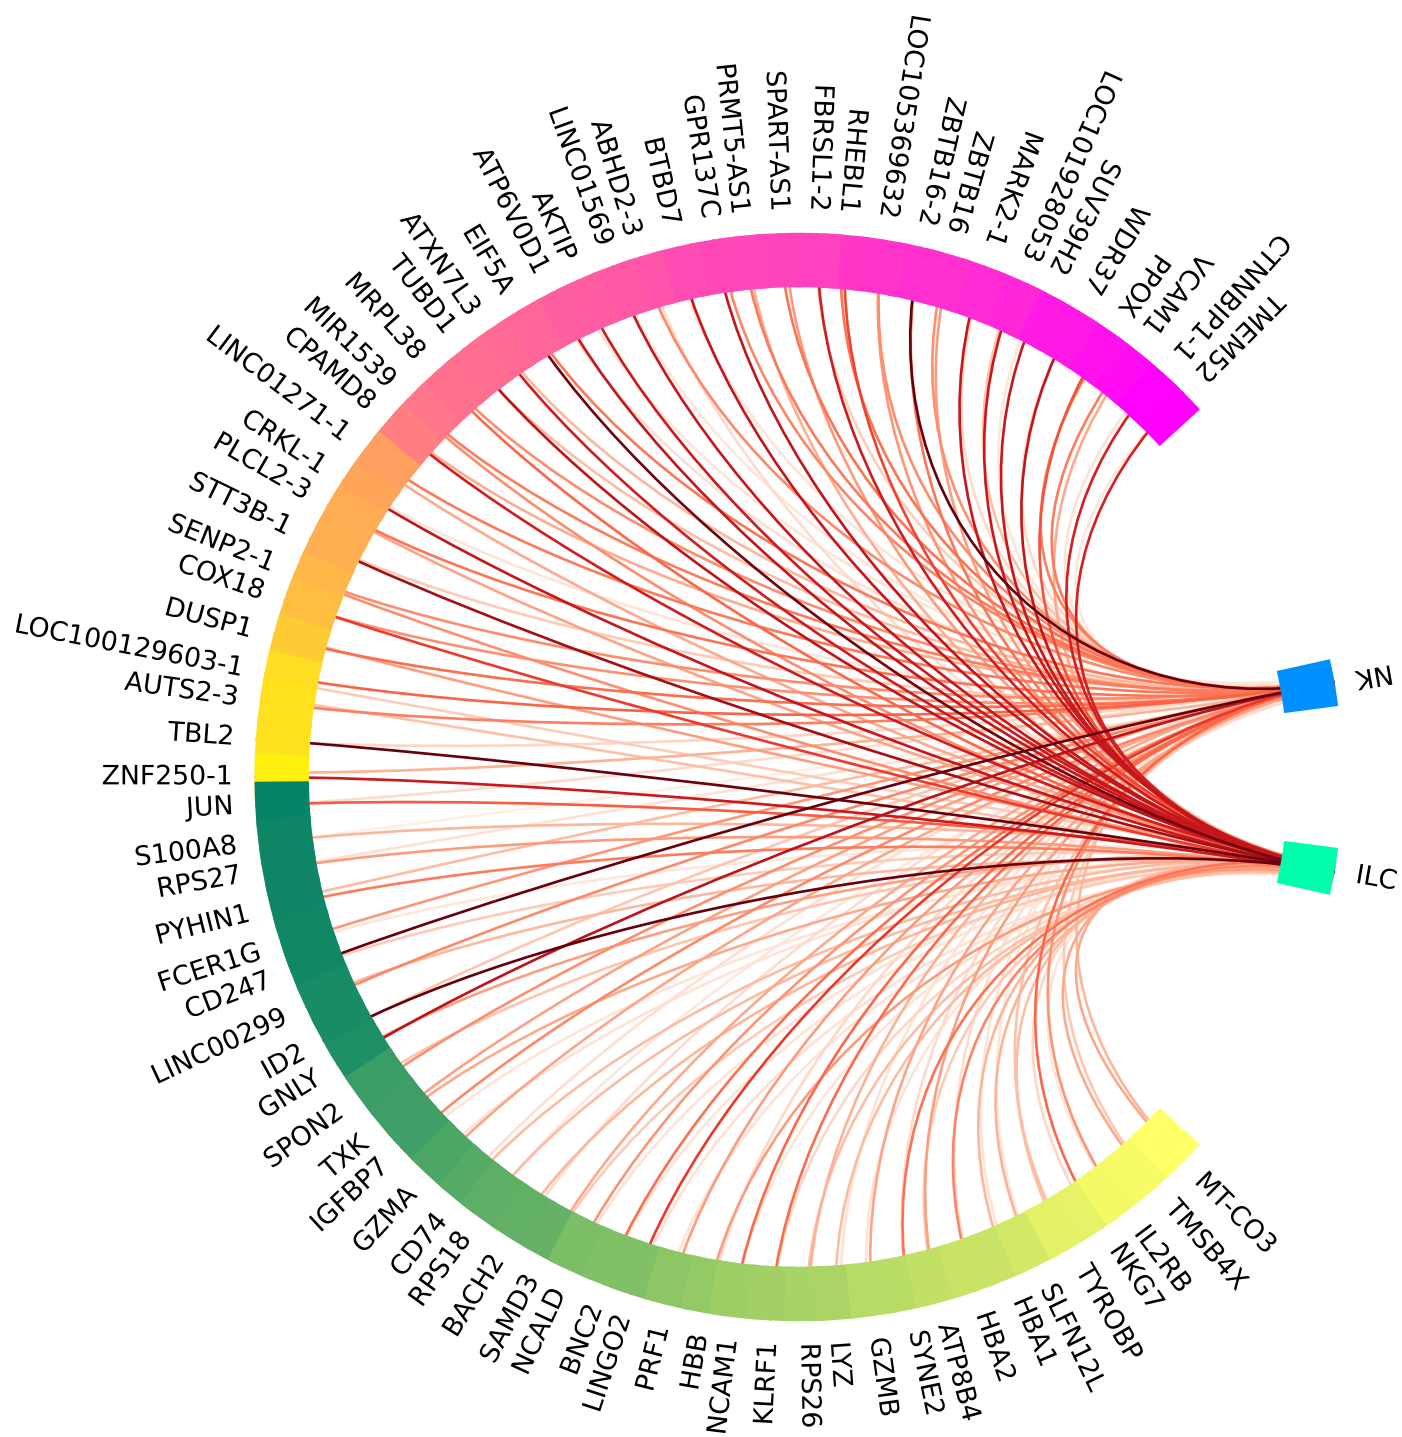 LOC105369632
PRMT5-AS1
SPART-AS1
FBRSL1-2
RHEBL1
GPR137C
ZBTB16-2
ZBTB16
MARK2-1
LOC101928053
SUV39H2
WDR37
PPOX
VCAM1
CTNNBIP1-1
TMEM52
BTBD7
ABHD2-3
LINC01569
AKTIP
ATP6V0D1
EIF5A
ATXN7L3
TUBD1
MRPL38
MIR1539
CPAMD8
LINC01271-1
CRKL-1
PLCL2-3
STT3B-1
SENP2-1
COX18
DUSP1
LOC100129603-1
AUTS2-3
TBL2
ZNF250-1
JUN
S100A8
RPS27
PYHIN1
FCER1G
CD247
LINC00299
ID2
GNLY
SPON2
TXK
IGFBP7
GZMA
CD74
RPS18
BACH2
SAMD3
NCALD
BNC2
LINGO2
PRF1
HBB
NCAM1
KLRF1
RPS26
LYZ
GZMB
SYNE2
ATP8B4
HBA2
HBA1
SLFN12L
TYROBP
NKG7
IL2RB
TMSB4X
MT-CO3
ILC
NK